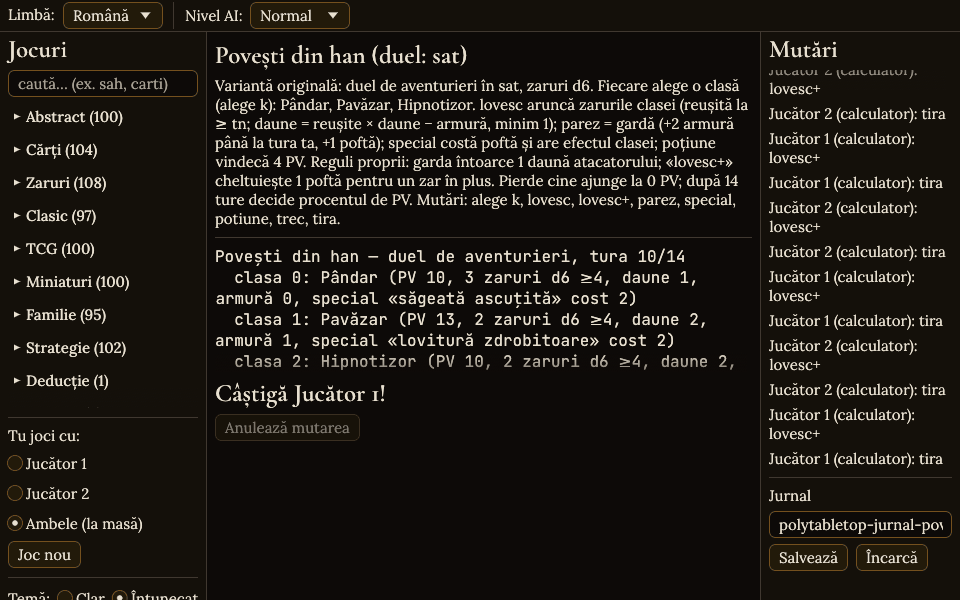 Limbă: Română ▼ Nivel AI: Normal ▼
Jocuri
caută... (ex. sah, carti)
▸ Abstract (100)
▸ Cărți (104)
▸ Zaruri (108)
▸ Clasic (97)
▸ TCG (100)
▸ Miniaturi (100)
▸ Familie (95)
▸ Strategie (102)
▸ Deducție (1)
Tu joci cu:
Jucător 1
Jucător 2
Ambele (la masă)
Joc nou
Temă: Clar Întunecat
Povești din han (duel: sat)
Variantă originală: duel de aventurieri în sat, zaruri d6. Fiecare alege o clasă
(alege k): Pândar, Pavăzar, Hipnotizor. lovesc aruncă zarurile clasei (reușită la
≥ tn; daune = reușite × daune − armură, minim 1); parez = gardă (+2 armură
până la tura ta, +1 poftă); special costă poftă și are efectul clasei; poțiune
vindecă 4 PV. Reguli proprii: garda întoarce 1 daună atacatorului; «lovesc+»
cheltuiește 1 poftă pentru un zar în plus. Pierde cine ajunge la 0 PV; după 14
ture decide procentul de PV. Mutări: alege k, lovesc, lovesc+, parez, special,
potiune, trec, tira.
Povești din han — duel de aventurieri, tura 10/14
clasa 0: Pândar (PV 10, 3 zaruri d6 ≥4, daune 1,
armură 0, special «săgeată ascuțită» cost 2)
clasa 1: Pavăzar (PV 13, 2 zaruri d6 ≥4, daune 2,
armură 1, special «lovitură zdrobitoare» cost 2)
clasa 2: Hipnotizor (PV 10, 2 zaruri d6 ≥4, daune 2,
Câștigă Jucător 1!
Anulează mutarea
Mutări
Jucător 2 (calculator):
lovesc+
Jucător 2 (calculator): tira
Jucător 1 (calculator):
lovesc+
Jucător 1 (calculator): tira
Jucător 2 (calculator):
lovesc+
Jucător 2 (calculator): tira
Jucător 1 (calculator):
lovesc+
Jucător 1 (calculator): tira
Jucător 2 (calculator):
lovesc+
Jucător 2 (calculator): tira
Jucător 1 (calculator):
lovesc+
Jucător 1 (calculator): tira
Jurnal
polytabletop-jurnal-pov
Salvează Încarcă